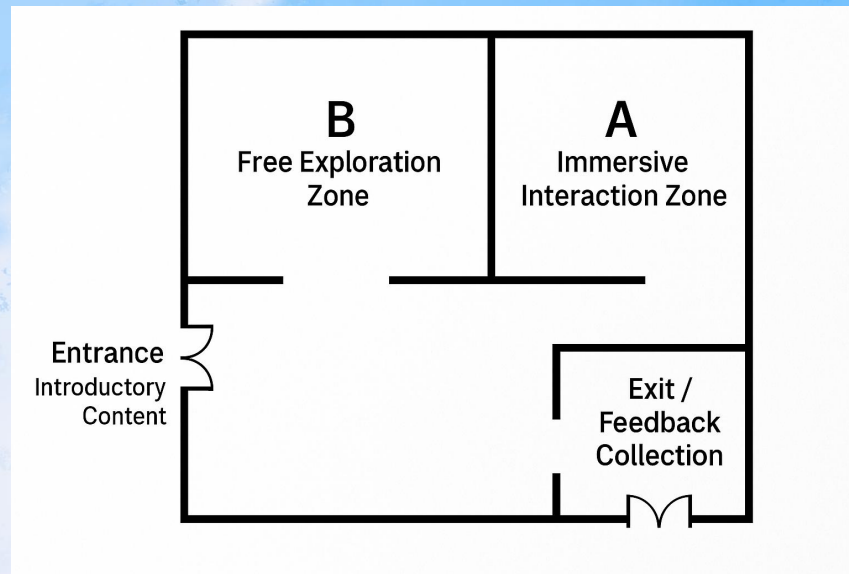 B
Free Exploration
Zone
A
Immersive
Interaction Zone
Entrance
Introductory
Content
Exit /
Feedback
Collection